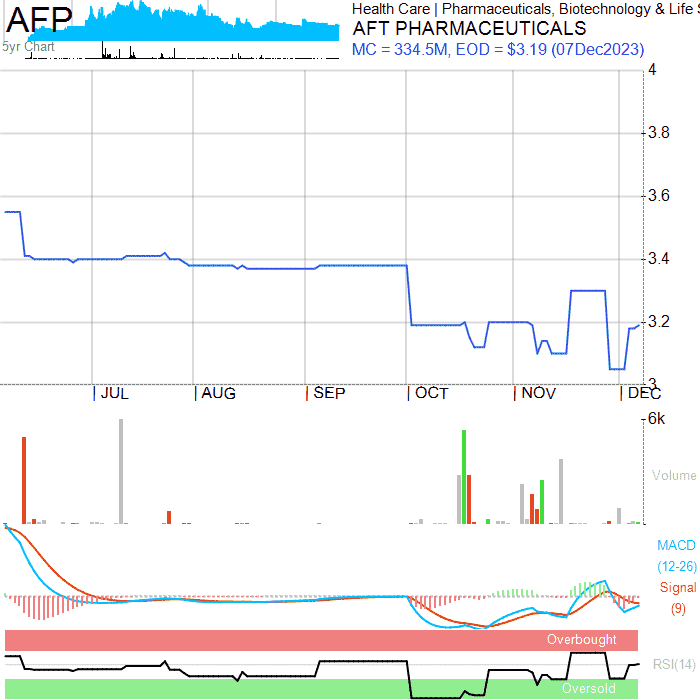 AFP
5yr Chart
Health Care | Pharmaceuticals, Biotechnology & Life S
AFT PHARMACEUTICALS
MC = 334.5M, EOD = $3.19 (07Dec2023)
4
3.8
3.6
3.4
3.2
3
JUL AUG SEP OCT NOV DEC
6k
Volume
MACD
(12-26)
Signal
(9)
Overbought
RSI(14)
Oversold